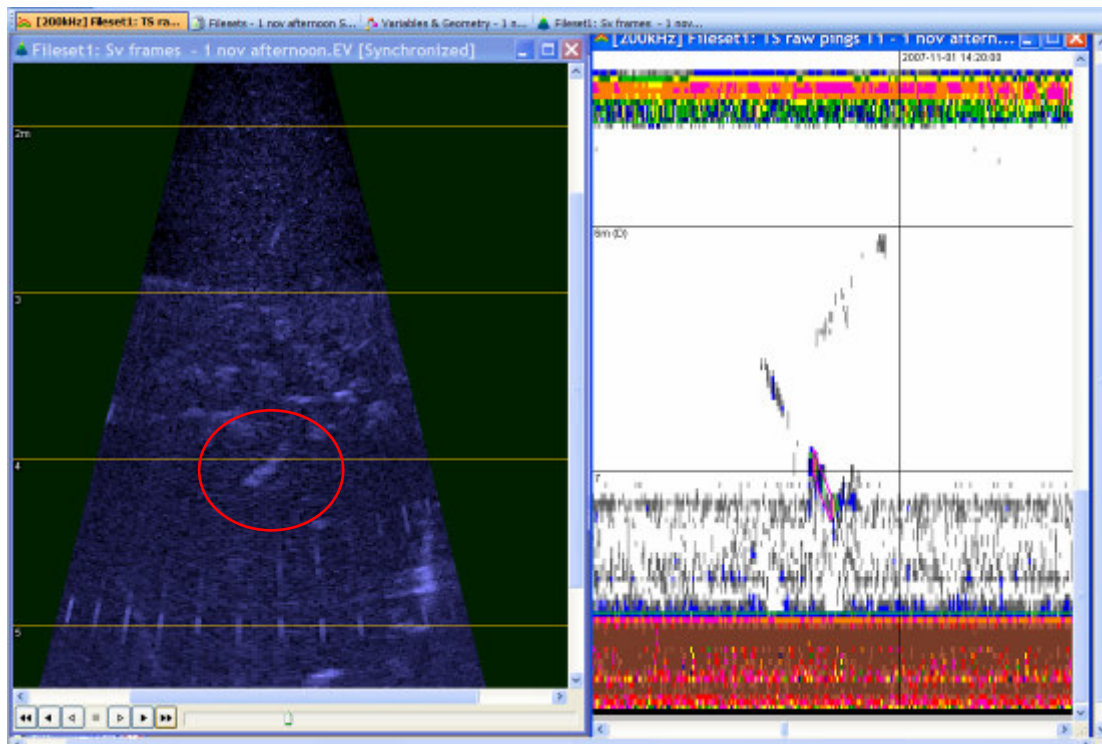 [200kHz] Fileset1: TS ra...
Filesets - 1 nov afternoon S...
Variables & Geometry - 1 n...
Fileset1: Sv frames - 1 nov...
Fileset1: Sv frames - 1 nov afternoon.EV [Synchronized]
2m
3
4
5
[200kHz] Fileset1: TS raw pings T1 - 1 nov aftern...
2007-11-01 14:20:00
6m (D)
7